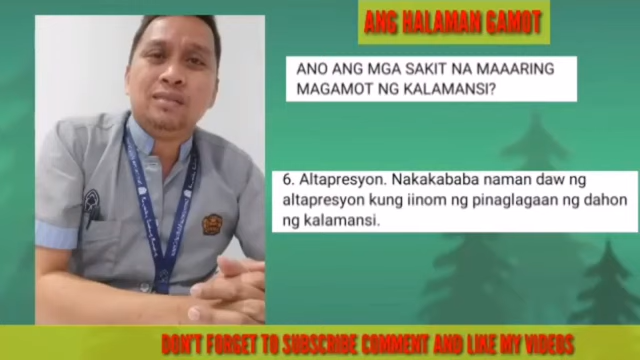 ANG HALAMAN GAMOT
ANO ANG MGA SAKIT NA MAAARING
MAGAMOT NG KALAMANSI?
6. Altapresyon. Nakakababa naman daw ng
altapresyon kung iinom ng pinaglagaan ng dahon
ng kalamansi.
DON'T FORGET TO SUBSCRIBE COMMENT AND LIKE MY VIDEOS